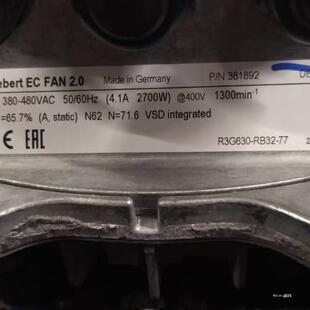 ebert EC FAN 2.0 Made in Germany P/N 381892
380-480VAC 50/60Hz (4.1A 2700W) @400V 1300min⁻¹
=65.7% (A, static) N62 N=71.6 VSD integrated
CE EAC R3G630-RB32-77